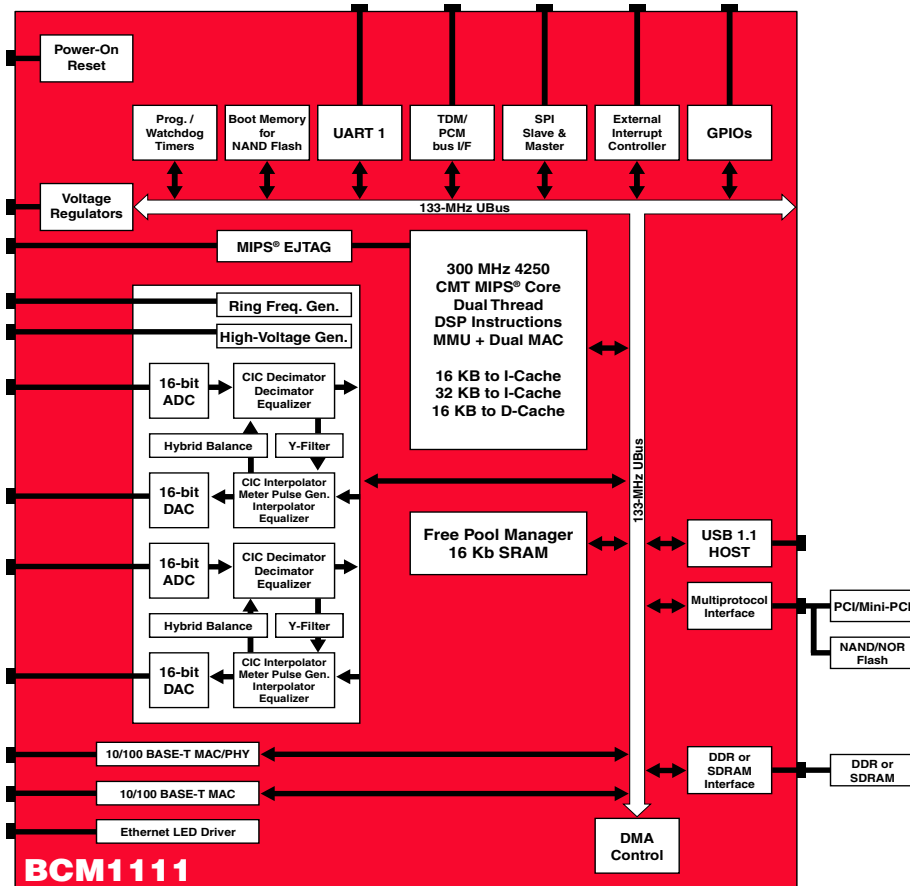 Power-On
Reset
Prog. /
Watchdog
Timers
Boot Memory
for
NAND Flash
UART 1
TDM/
PCM
bus I/F
SPI
Slave &
Master
External
Interrupt
Controller
GPIOs
Voltage
Regulators
133-MHz UBus
MIPS® EJTAG
300 MHz 4250
CMT MIPS® Core
Dual Thread
DSP Instructions
MMU + Dual MAC
16 KB to I-Cache
32 KB to I-Cache
16 KB to D-Cache
Ring Freq. Gen.
High-Voltage Gen.
16-bit
ADC
CIC Decimator
Decimator
Equalizer
Hybrid Balance
Y-Filter
16-bit
DAC
CIC Interpolator
Meter Pulse Gen.
Interpolator
Equalizer
16-bit
ADC
CIC Decimator
Decimator
Equalizer
Hybrid Balance
Y-Filter
16-bit
DAC
CIC Interpolator
Meter Pulse Gen.
Interpolator
Equalizer
133-MHz UBus
Free Pool Manager
16 Kb SRAM
USB 1.1
HOST
Multiprotocol
Interface
PCI/Mini-PCI
NAND/NOR
Flash
10/100 BASE-T MAC/PHY
10/100 BASE-T MAC
Ethernet LED Driver
DDR or
SDRAM
Interface
DDR or
SDRAM
DMA
Control
BCM1111